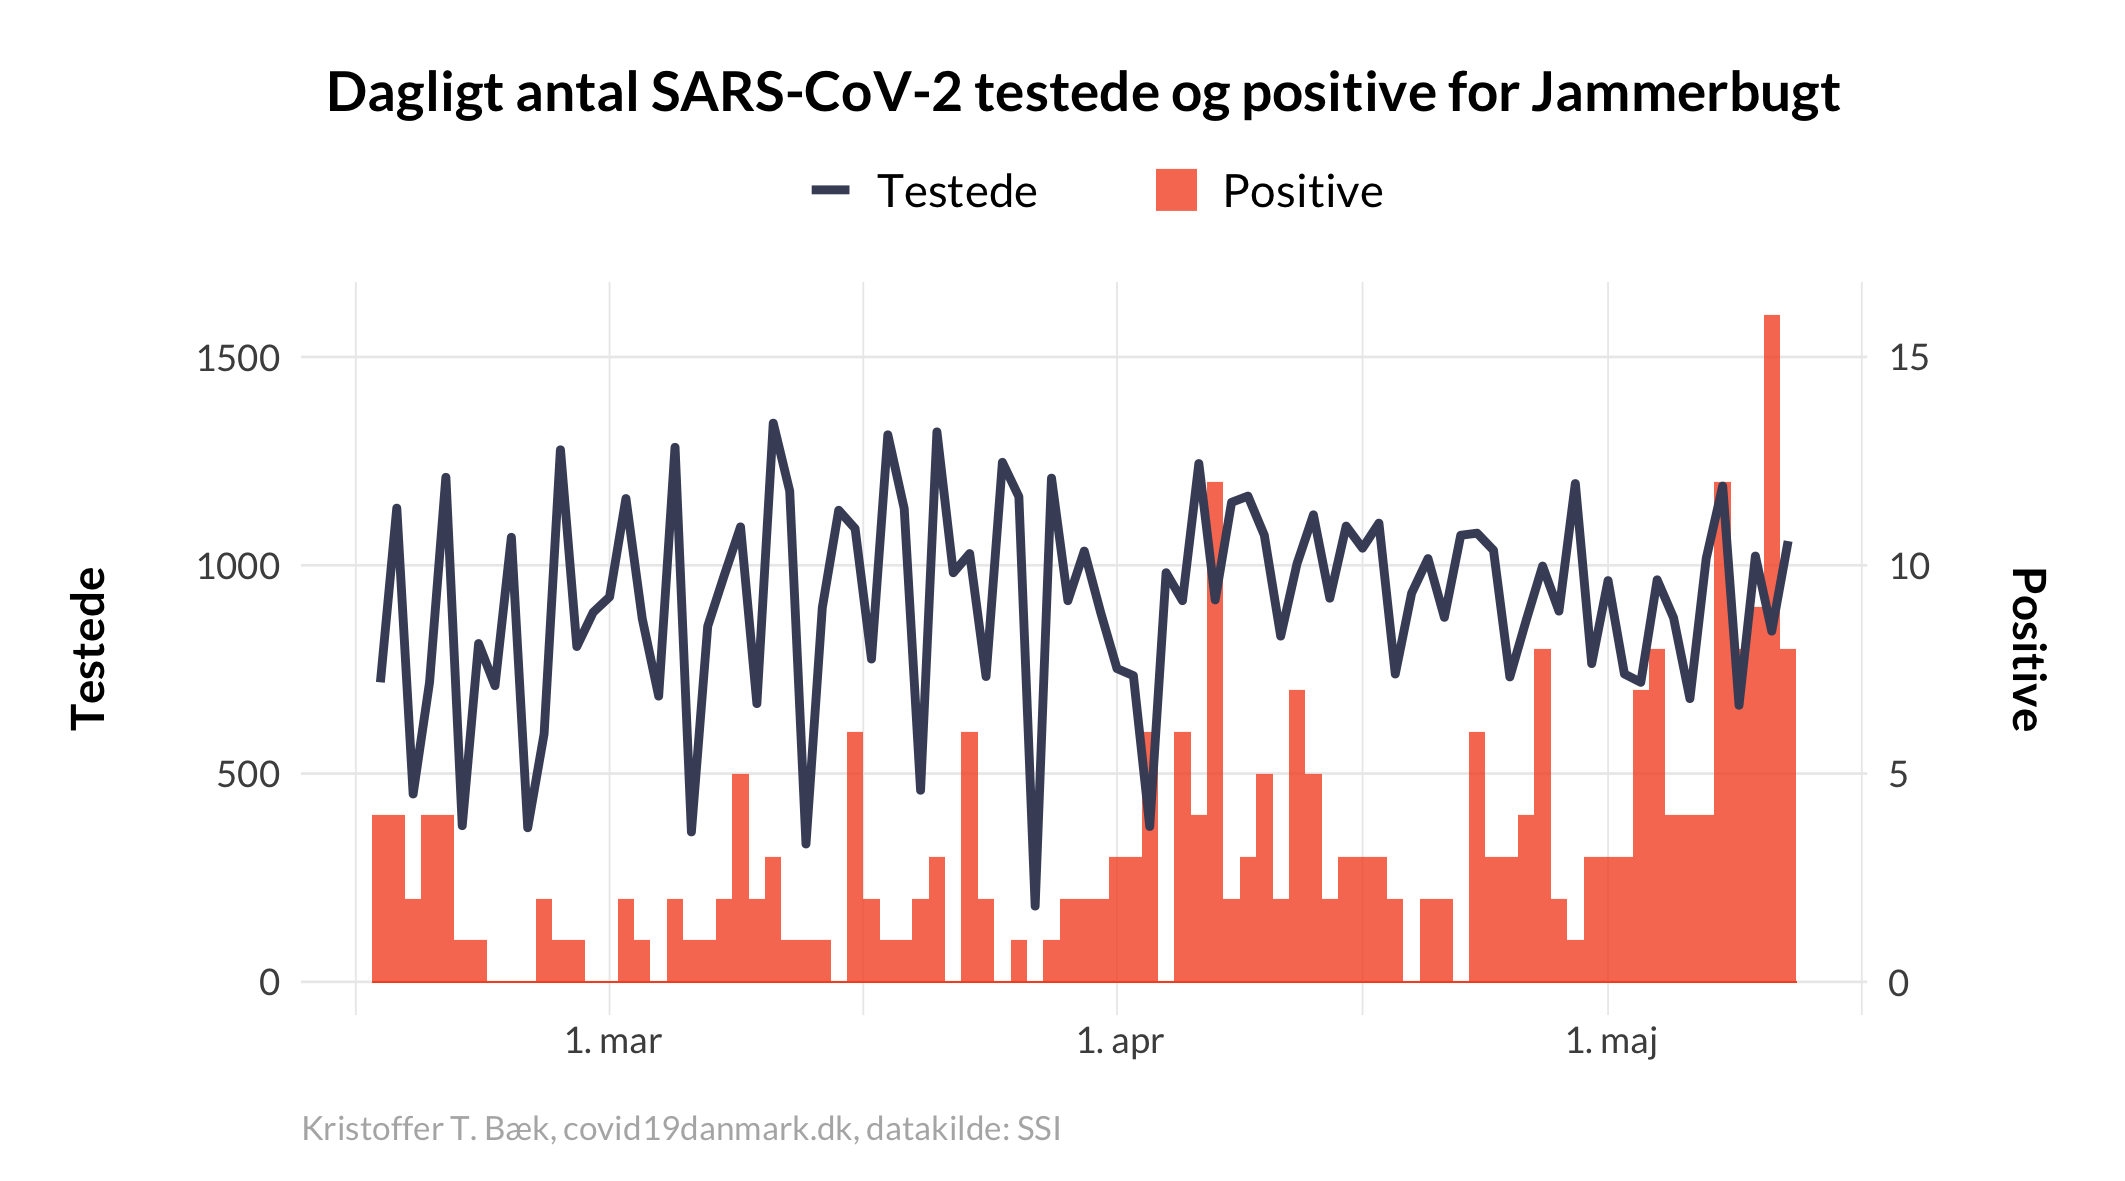 Dagligt antal SARS-CoV-2 testede og positive for Jammerbugt
Testede
Positive
1500
1000
500
0
15
10
5
0
Testede
Positive
1. mar
1. apr
1. maj
Kristoffer T. Bæk, covid19danmark.dk, datakilde: SSI